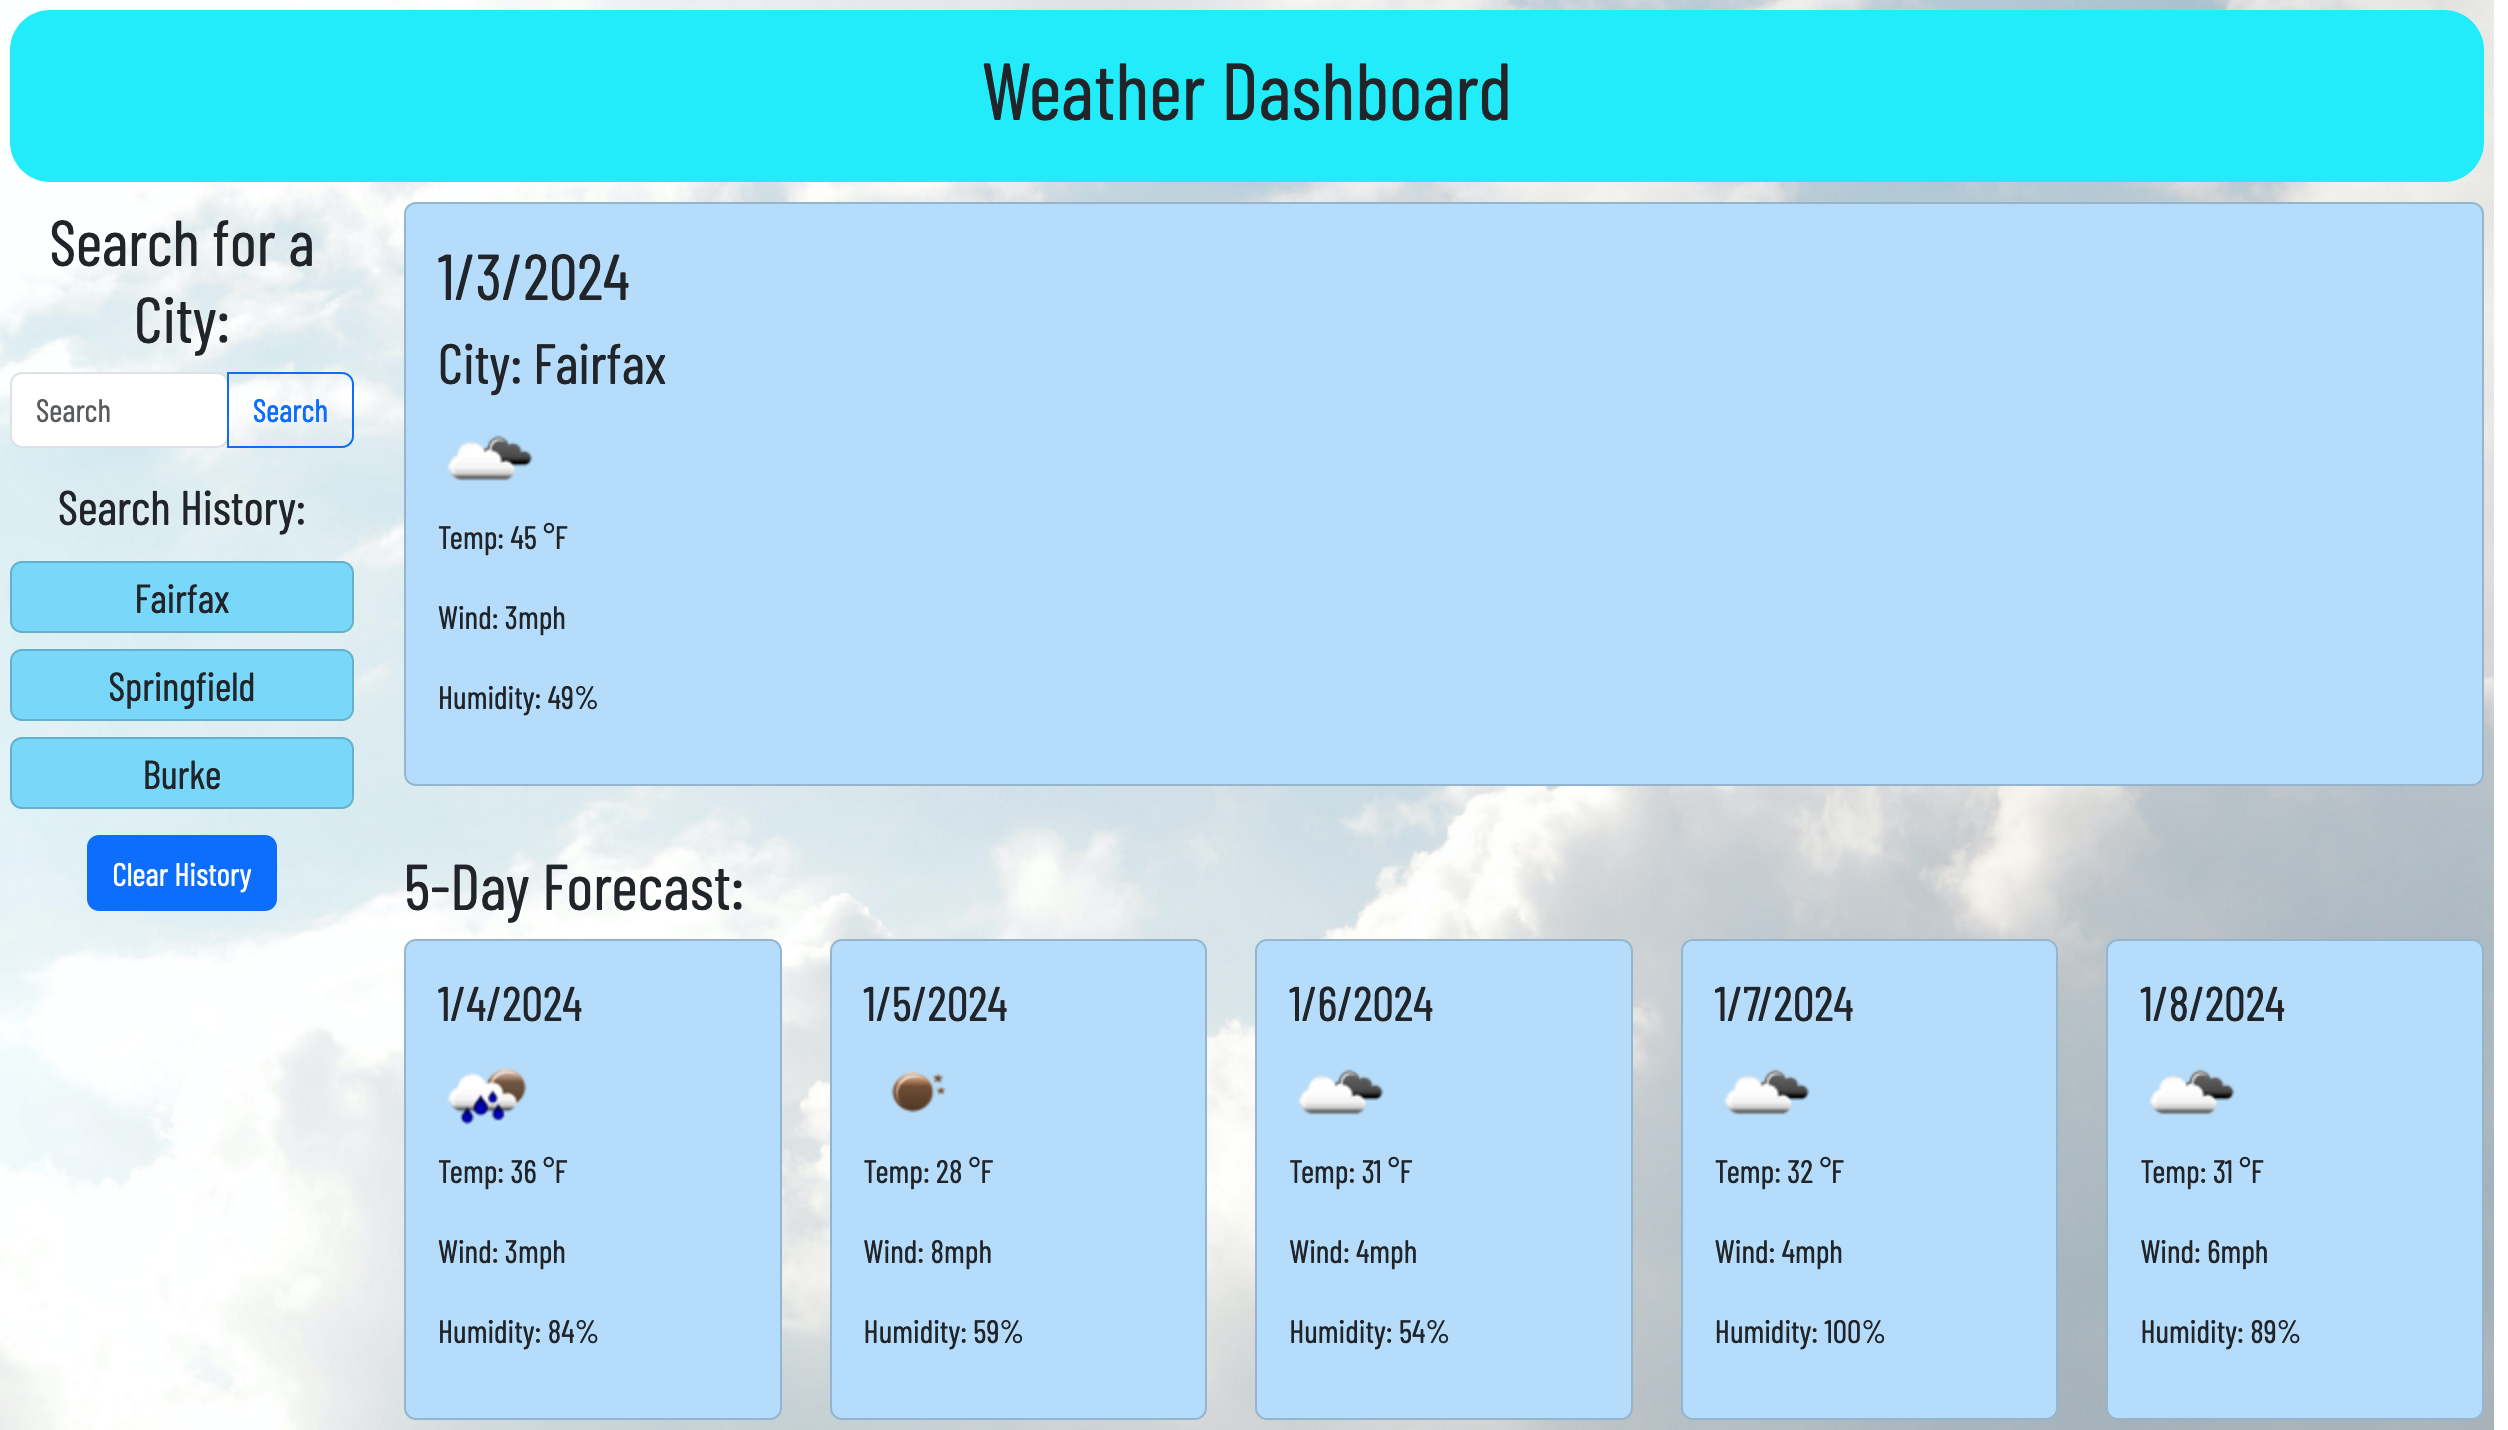 Weather Dashboard
Search for a
City:
Search
Search
Search History:
Fairfax
Springfield
Burke
Clear History
1/3/2024
City: Fairfax
Temp: 45 °F
Wind: 3mph
Humidity: 49%
5-Day Forecast:
1/4/2024
Temp: 36 °F
Wind: 3mph
Humidity: 84%
1/5/2024
Temp: 28 °F
Wind: 8mph
Humidity: 59%
1/6/2024
Temp: 31 °F
Wind: 4mph
Humidity: 54%
1/7/2024
Temp: 32 °F
Wind: 4mph
Humidity: 100%
1/8/2024
Temp: 31 °F
Wind: 6mph
Humidity: 89%